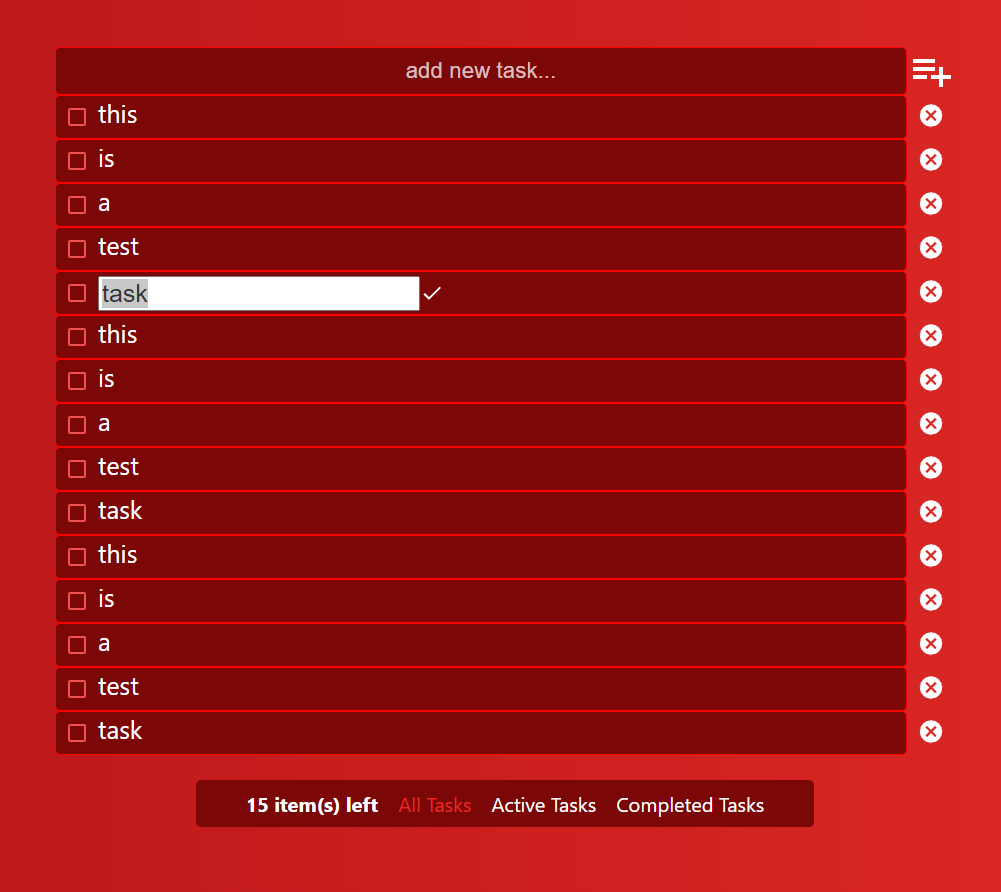 add new task...
this
is
a
test
task
this
is
a
test
task
this
is
a
test
task
15 item(s) left All Tasks Active Tasks Completed Tasks